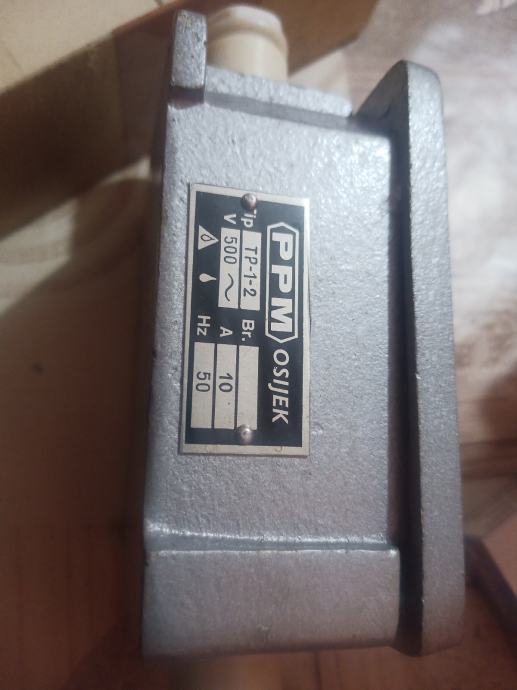 PPM OSIJEK
Tip TP-1-2 Br.
V 500 ~ A 10
Hz 50